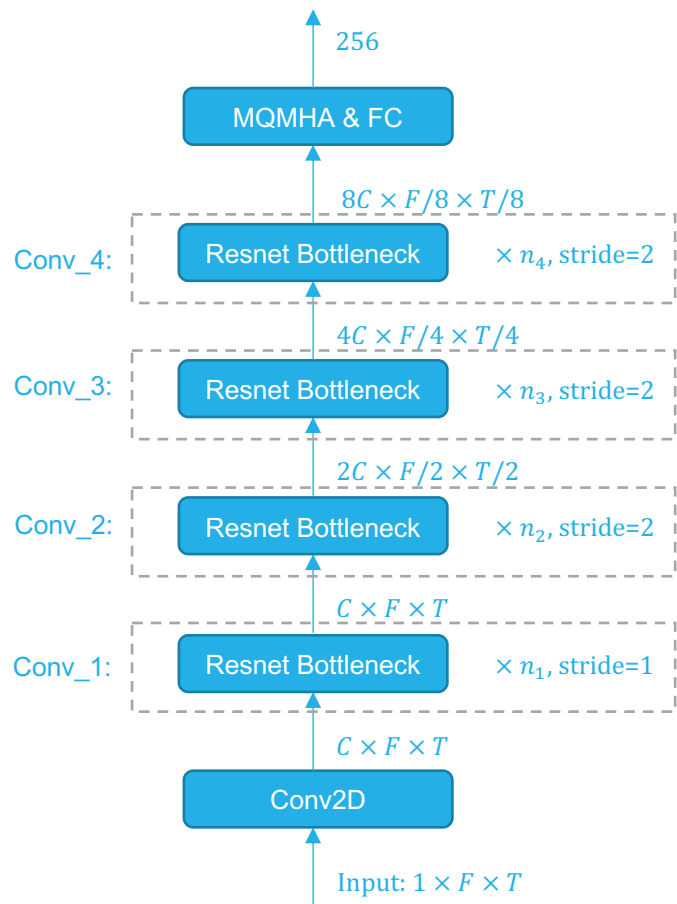 256
MQMHA & FC
8C × F/8 × T/8
Conv_4: Resnet Bottleneck × n₄, stride=2
4C × F/4 × T/4
Conv_3: Resnet Bottleneck × n₃, stride=2
2C × F/2 × T/2
Conv_2: Resnet Bottleneck × n₂, stride=2
C × F × T
Conv_1: Resnet Bottleneck × n₁, stride=1
C × F × T
Conv2D
Input: 1 × F × T